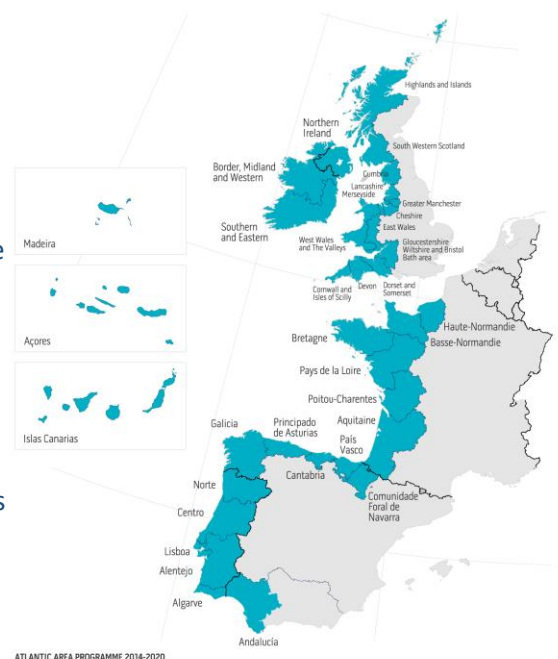 Highlands and Islands
Northern
Ireland
South Western Scotland
Border, Midland
and Western
Cumbria
Lancashire
Merseyside
Greater Manchester
Cheshire
East Wales
Southern
and Eastern
West Wales
and The Valleys
Gloucestershire
Wiltshire and Bristol
Bath area
Cornwall and
Isles of Scilly
Devon
Dorset and
Somerset
Madeira
e
Açores
Islas Canarias
s
Haute-Normandie
Basse-Normandie
Bretagne
Pays de la Loire
Poitou-Charentes
Aquitaine
Galicia
Principado
de Asturias
País
Vasco
Cantabria
Comunidade
Foral de
Navarra
Norte
Centro
Lisboa
Alentejo
Algarve
Andalucía
ATLANTIC AREA PROGRAMME 2014-2020